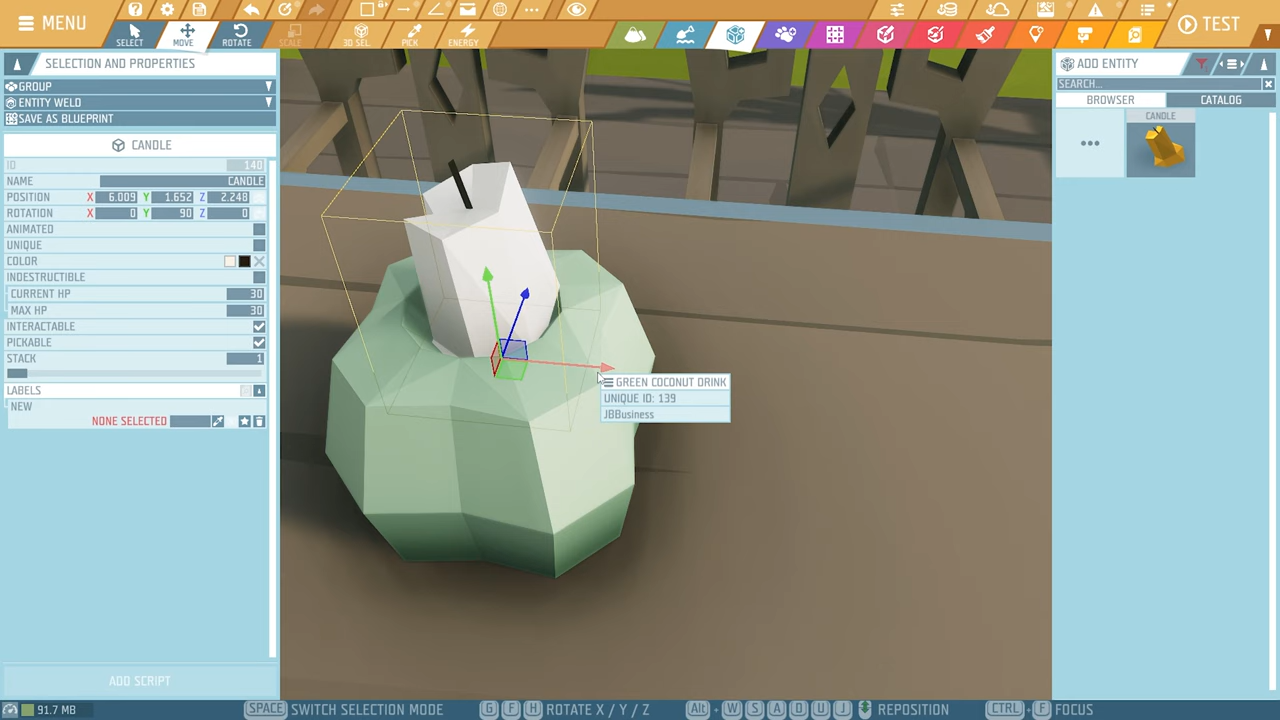 MENU
SELECT
MOVE
ROTATE
SCALE
3D SEL
PICK
ENERGY
TEST
SELECTION AND PROPERTIES
GROUP
ENTITY WELD
SAVE AS BLUEPRINT
CANDLE
ID 140
NAME CANDLE
POSITION X 6.009 Y 1.652 Z 2.248
ROTATION X 0 Y 90 Z 0
ANIMATED
UNIQUE
COLOR
INDESTRUCTIBLE
CURRENT HP 30
MAX HP 30
INTERACTABLE
PICKABLE
STACK 1
LABELS
NEW
NONE SELECTED
ADD SCRIPT
GREEN COCONUT DRINK
UNIQUE ID: 139
JBBusiness
ADD ENTITY
SEARCH...
BROWSER CATALOG
CANDLE
91.7 MB
SPACE SWITCH SELECTION MODE
G F H ROTATE X / Y / Z
Alt + W S A D U J REPOSITION
CTRL + F FOCUS